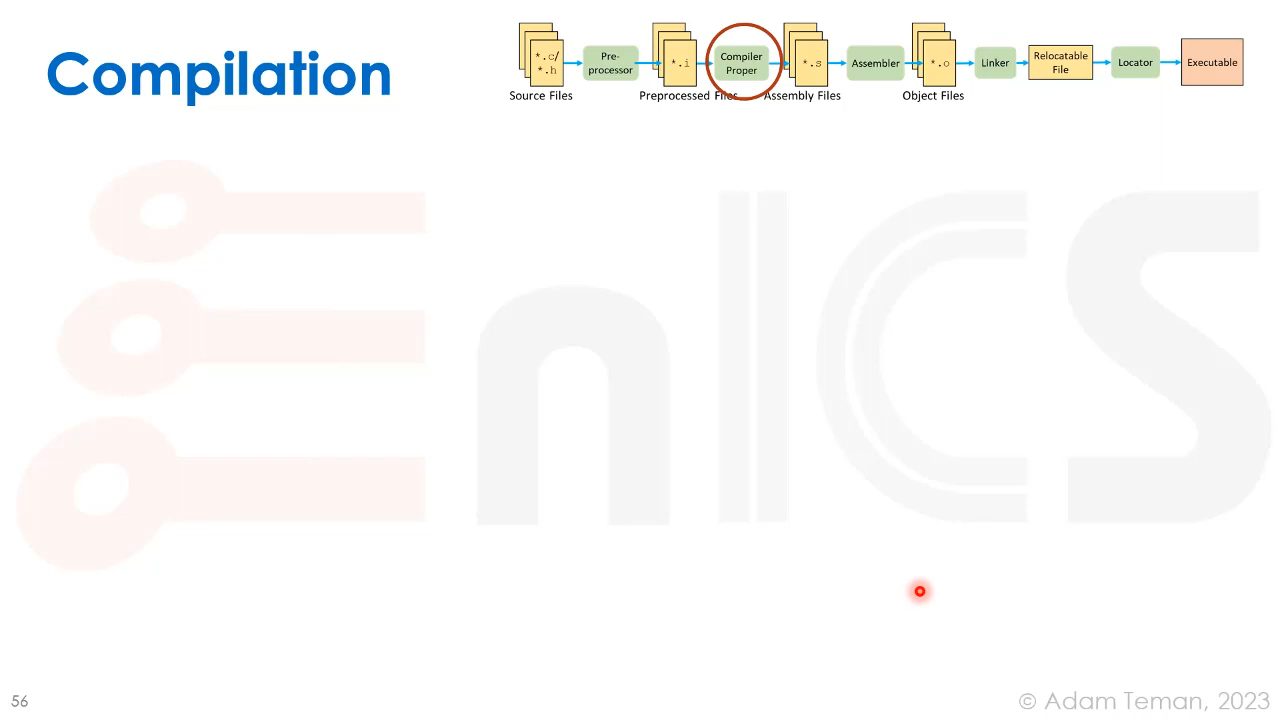 Compilation
*.c/
*.h
Source Files
Pre-
processor
*.i
Preprocessed Files
Compiler
Proper
*.s
Assembly Files
Assembler
*.o
Object Files
Linker
Relocatable
File
Locator
Executable
EnICS
56
© Adam Teman, 2023